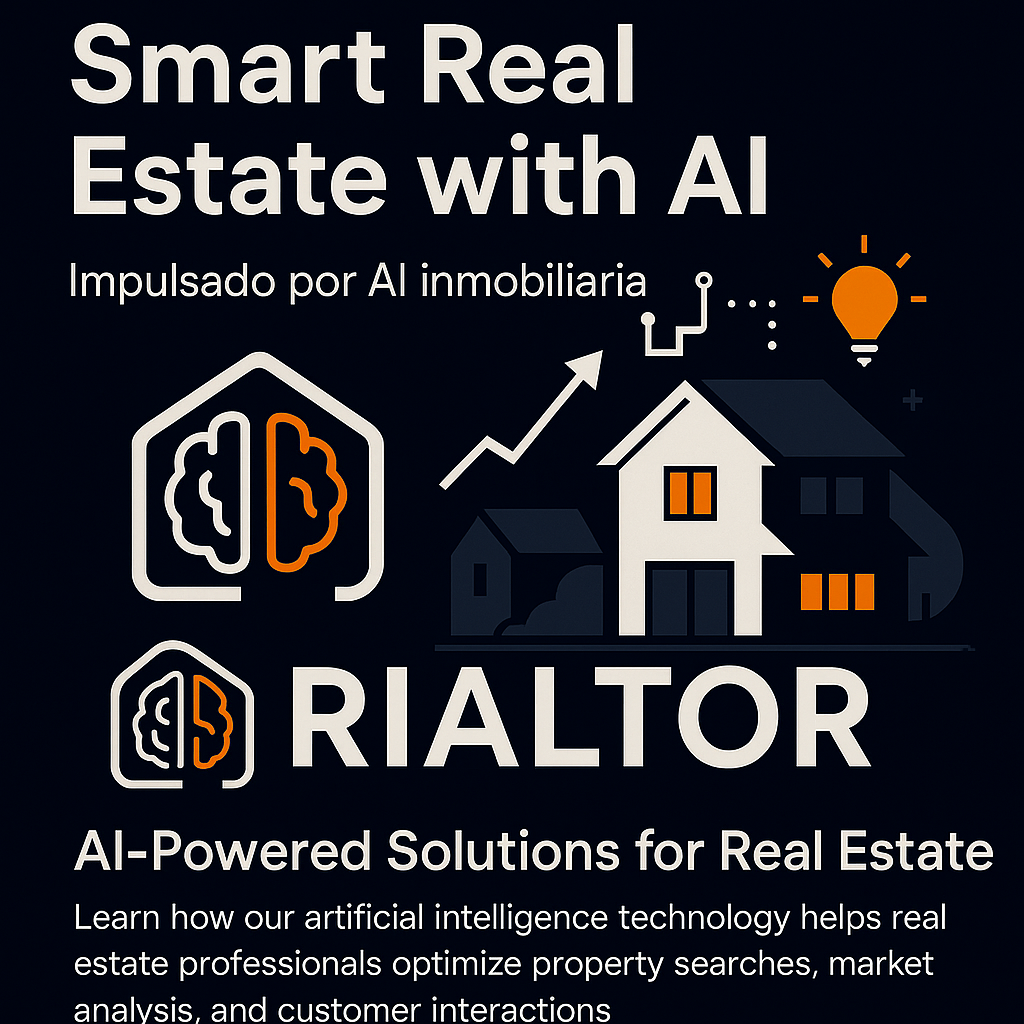 Smart Real
Estate with AI
Impulsado por AI inmobiliaria
RIALTOR
AI-Powered Solutions for Real Estate
Learn how our artificial intelligence technology helps real
estate professionals optimize property searches, market
analysis, and customer interactions